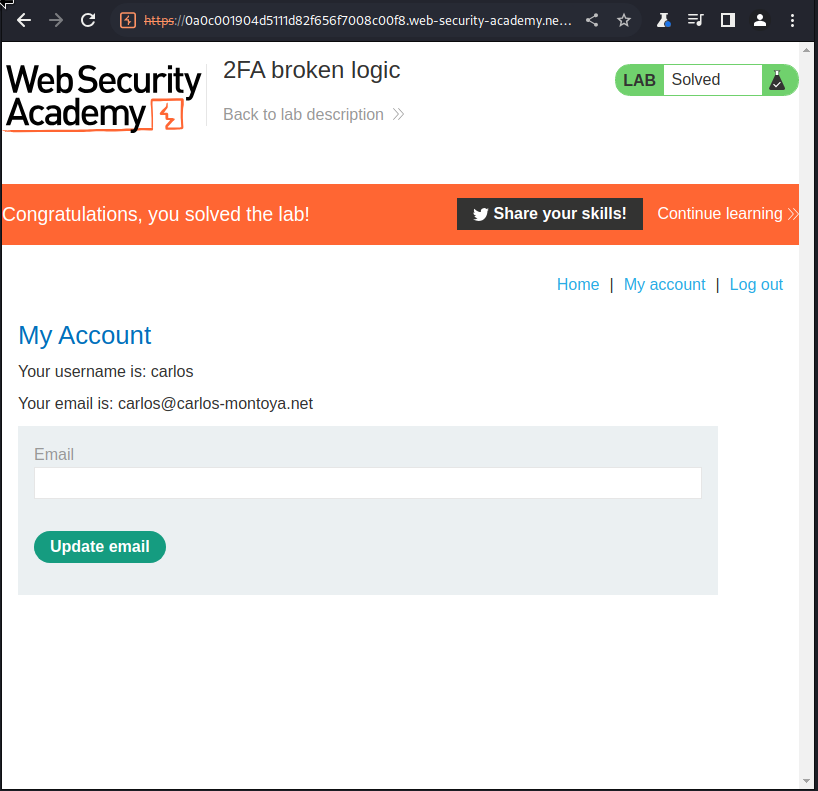 https://0a0c001904d5111d82f656f7008c00f8.web-security-academy.ne...
Web Security
Academy
2FA broken logic
Back to lab description
LAB Solved
Congratulations, you solved the lab!
Share your skills!
Continue learning
Home | My account | Log out
My Account
Your username is: carlos
Your email is: carlos@carlos-montoya.net
Email
Update email